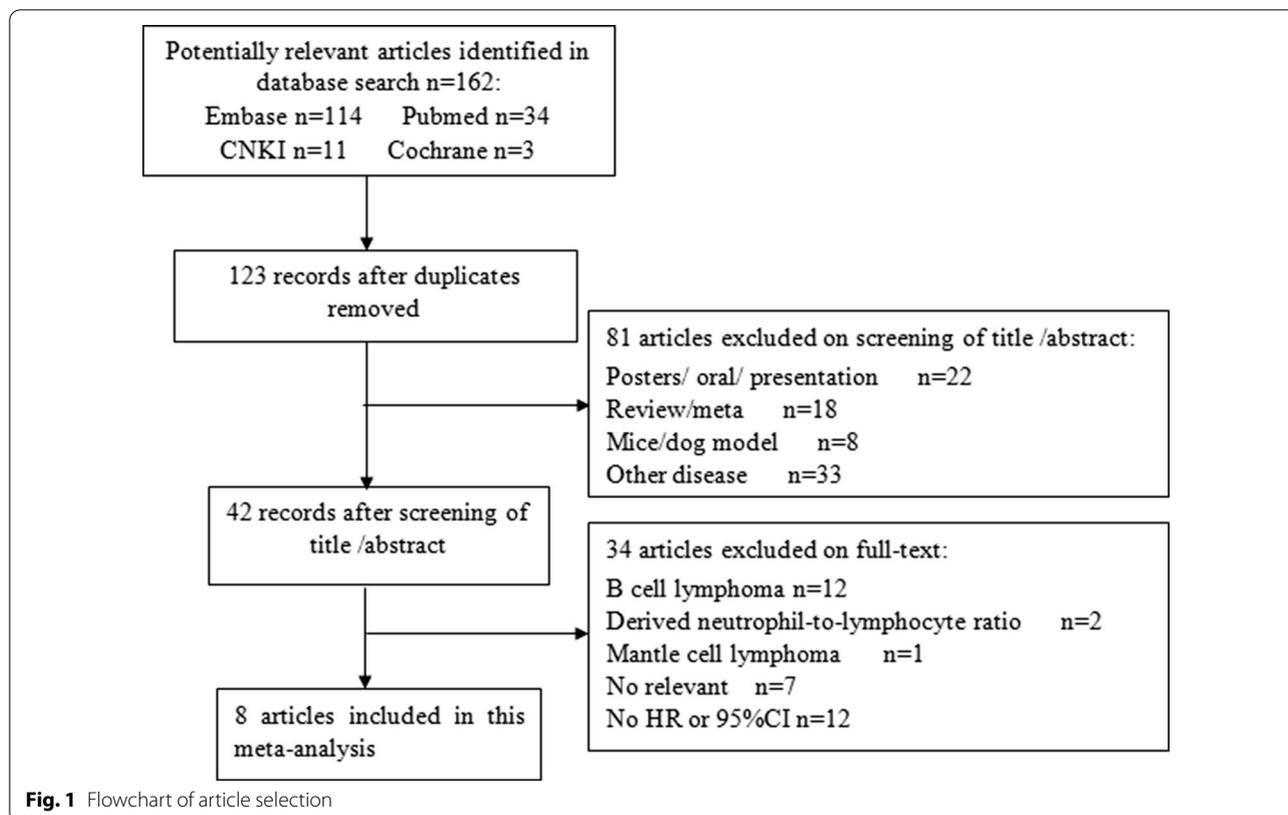 Potentially relevant articles identified in
database search n=162:
Embase n=114 Pubmed n=34
CNKI n=11 Cochrane n=3
123 records after duplicates
removed
81 articles excluded on screening of title /abstract:
Posters/ oral/ presentation n=22
Review/meta n=18
Mice/dog model n=8
Other disease n=33
42 records after screening of
title /abstract
34 articles excluded on full-text:
B cell lymphoma n=12
Derived neutrophil-to-lymphocyte ratio n=2
Mantle cell lymphoma n=1
No relevant n=7
No HR or 95%CI n=12
8 articles included in this
meta-analysis
Fig. 1 Flowchart of article selection